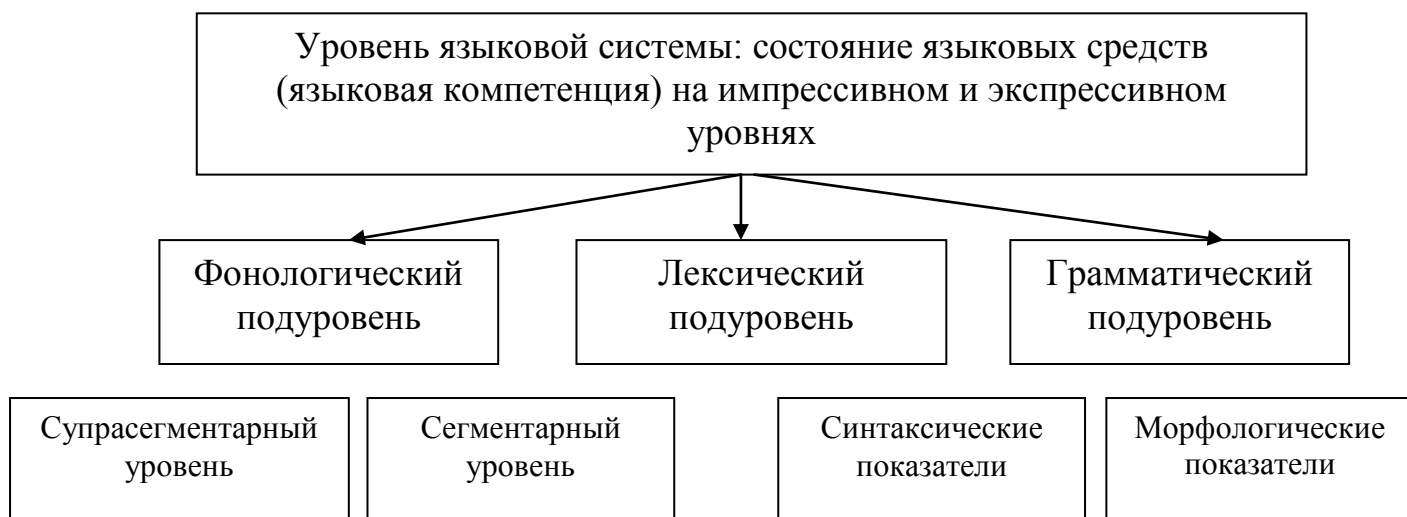 Уровень языковой системы: состояние языковых средств
(языковая компетенция) на импрессивном и экспрессивном
уровнях
Фонологический
подуровень
Лексический
подуровень
Грамматический
подуровень
Супрасегментарный
уровень
Сегментарный
уровень
Синтаксические
показатели
Морфологические
показатели